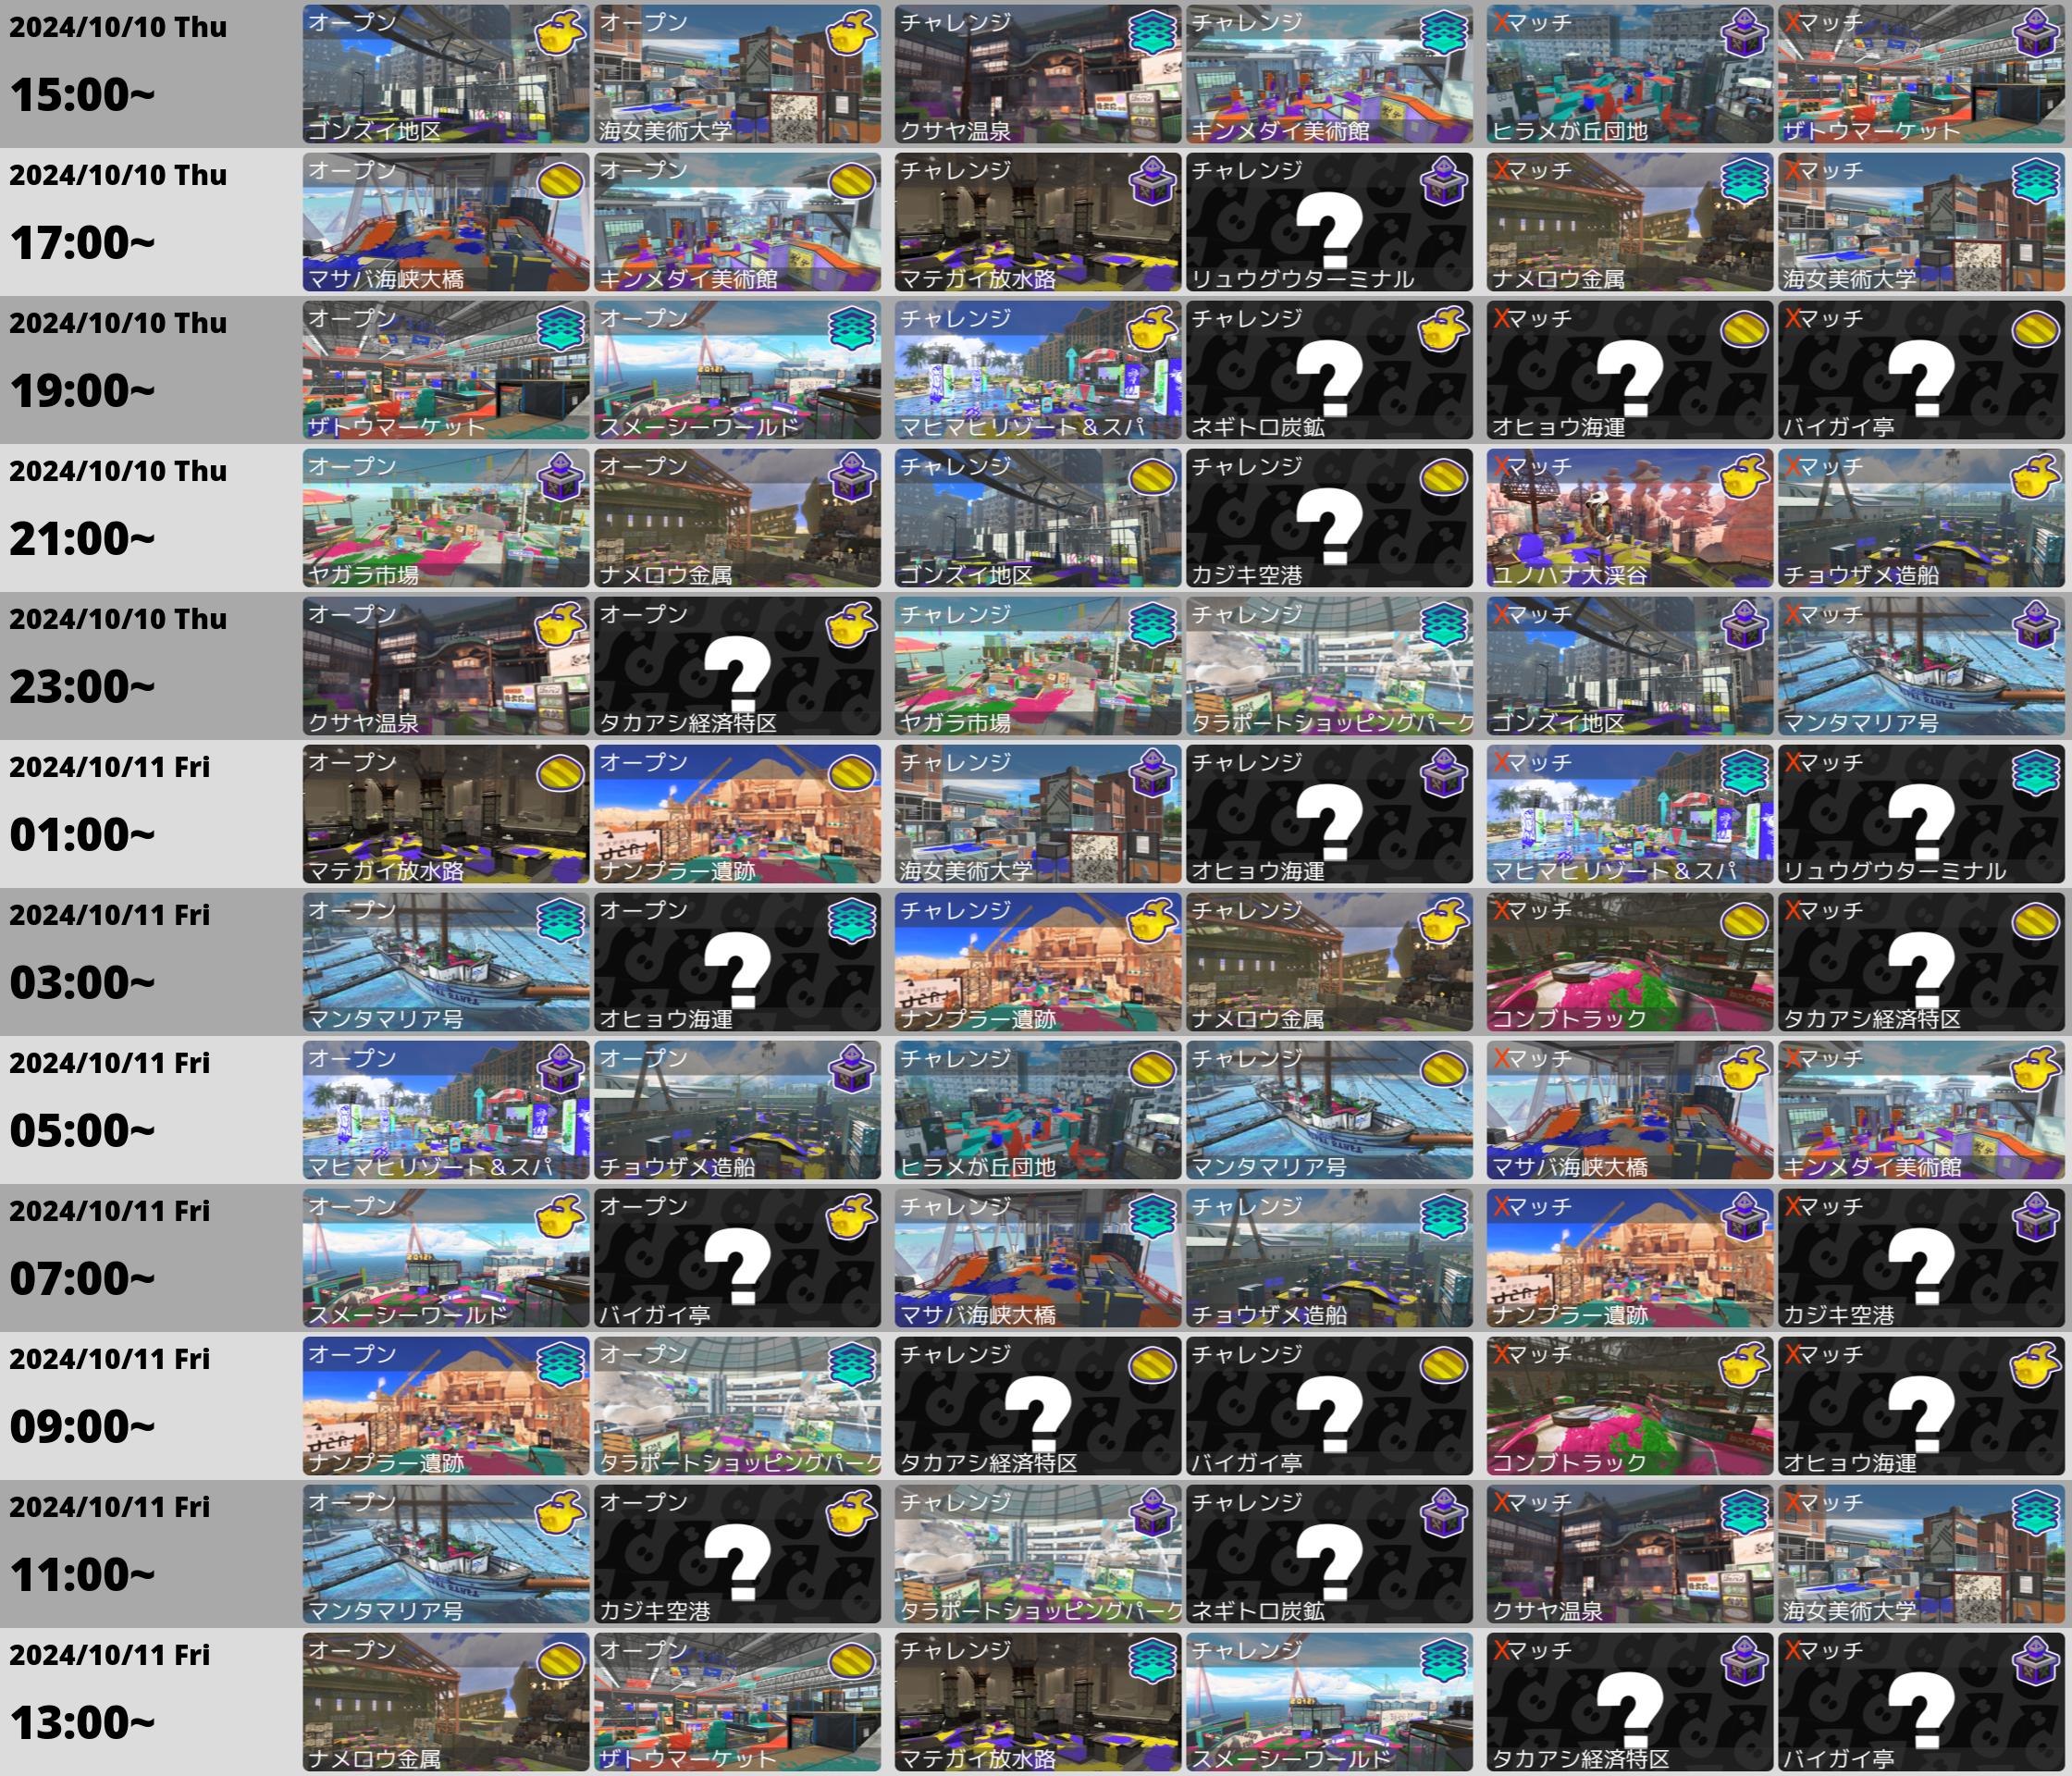 2024/10/10 Thu
15:00~
オープン
ゴンズイ地区
オープン
海女美術大学
チャレンジ
クサヤ温泉
チャレンジ
キンメダイ美術館
Xマッチ
ヒラメが丘団地
Xマッチ
ザトウマーケット
2024/10/10 Thu
17:00~
オープン
マサバ海峡大橋
オープン
キンメダイ美術館
チャレンジ
マテガイ放水路
チャレンジ
?
リュウグウターミナル
Xマッチ
ナメロウ金属
Xマッチ
海女美術大学
2024/10/10 Thu
19:00~
オープン
ザトウマーケット
オープン
スメーシーワールド
チャレンジ
マヒマヒリゾート&スパ
チャレンジ
?
ネギトロ炭鉱
Xマッチ
?
オヒョウ海運
Xマッチ
?
バイガイ亭
2024/10/10 Thu
21:00~
オープン
ヤガラ市場
オープン
ナメロウ金属
チャレンジ
ゴンズイ地区
チャレンジ
?
カジキ空港
Xマッチ
ユノハナ大渓谷
Xマッチ
チョウザメ造船
2024/10/10 Thu
23:00~
オープン
クサヤ温泉
オープン
?
タカアシ経済特区
チャレンジ
ヤガラ市場
チャレンジ
タラポートショッピングパーク
Xマッチ
ゴンズイ地区
Xマッチ
マンタマリア号
2024/10/11 Fri
01:00~
オープン
マテガイ放水路
オープン
ナンプラー遺跡
チャレンジ
海女美術大学
チャレンジ
?
オヒョウ海運
Xマッチ
マヒマヒリゾート&スパ
Xマッチ
?
リュウグウターミナル
2024/10/11 Fri
03:00~
オープン
マンタマリア号
オープン
?
オヒョウ海運
チャレンジ
ナンプラー遺跡
チャレンジ
ナメロウ金属
Xマッチ
コンブトラック
Xマッチ
?
タカアシ経済特区
2024/10/11 Fri
05:00~
オープン
マヒマヒリゾート&スパ
オープン
チョウザメ造船
チャレンジ
ヒラメが丘団地
チャレンジ
マンタマリア号
Xマッチ
マサバ海峡大橋
Xマッチ
キンメダイ美術館
2024/10/11 Fri
07:00~
オープン
スメーシーワールド
オープン
?
バイガイ亭
チャレンジ
マサバ海峡大橋
チャレンジ
チョウザメ造船
Xマッチ
ナンプラー遺跡
Xマッチ
?
カジキ空港
2024/10/11 Fri
09:00~
オープン
ナンプラー遺跡
オープン
タラポートショッピングパーク
チャレンジ
?
タカアシ経済特区
チャレンジ
?
バイガイ亭
Xマッチ
コンブトラック
Xマッチ
?
オヒョウ海運
2024/10/11 Fri
11:00~
オープン
マンタマリア号
オープン
?
カジキ空港
チャレンジ
タラポートショッピングパーク
チャレンジ
?
ネギトロ炭鉱
Xマッチ
クサヤ温泉
Xマッチ
海女美術大学
2024/10/11 Fri
13:00~
オープン
ナメロウ金属
オープン
ザトウマーケット
チャレンジ
マテガイ放水路
チャレンジ
スメーシーワールド
Xマッチ
?
タカアシ経済特区
Xマッチ
?
バイガイ亭